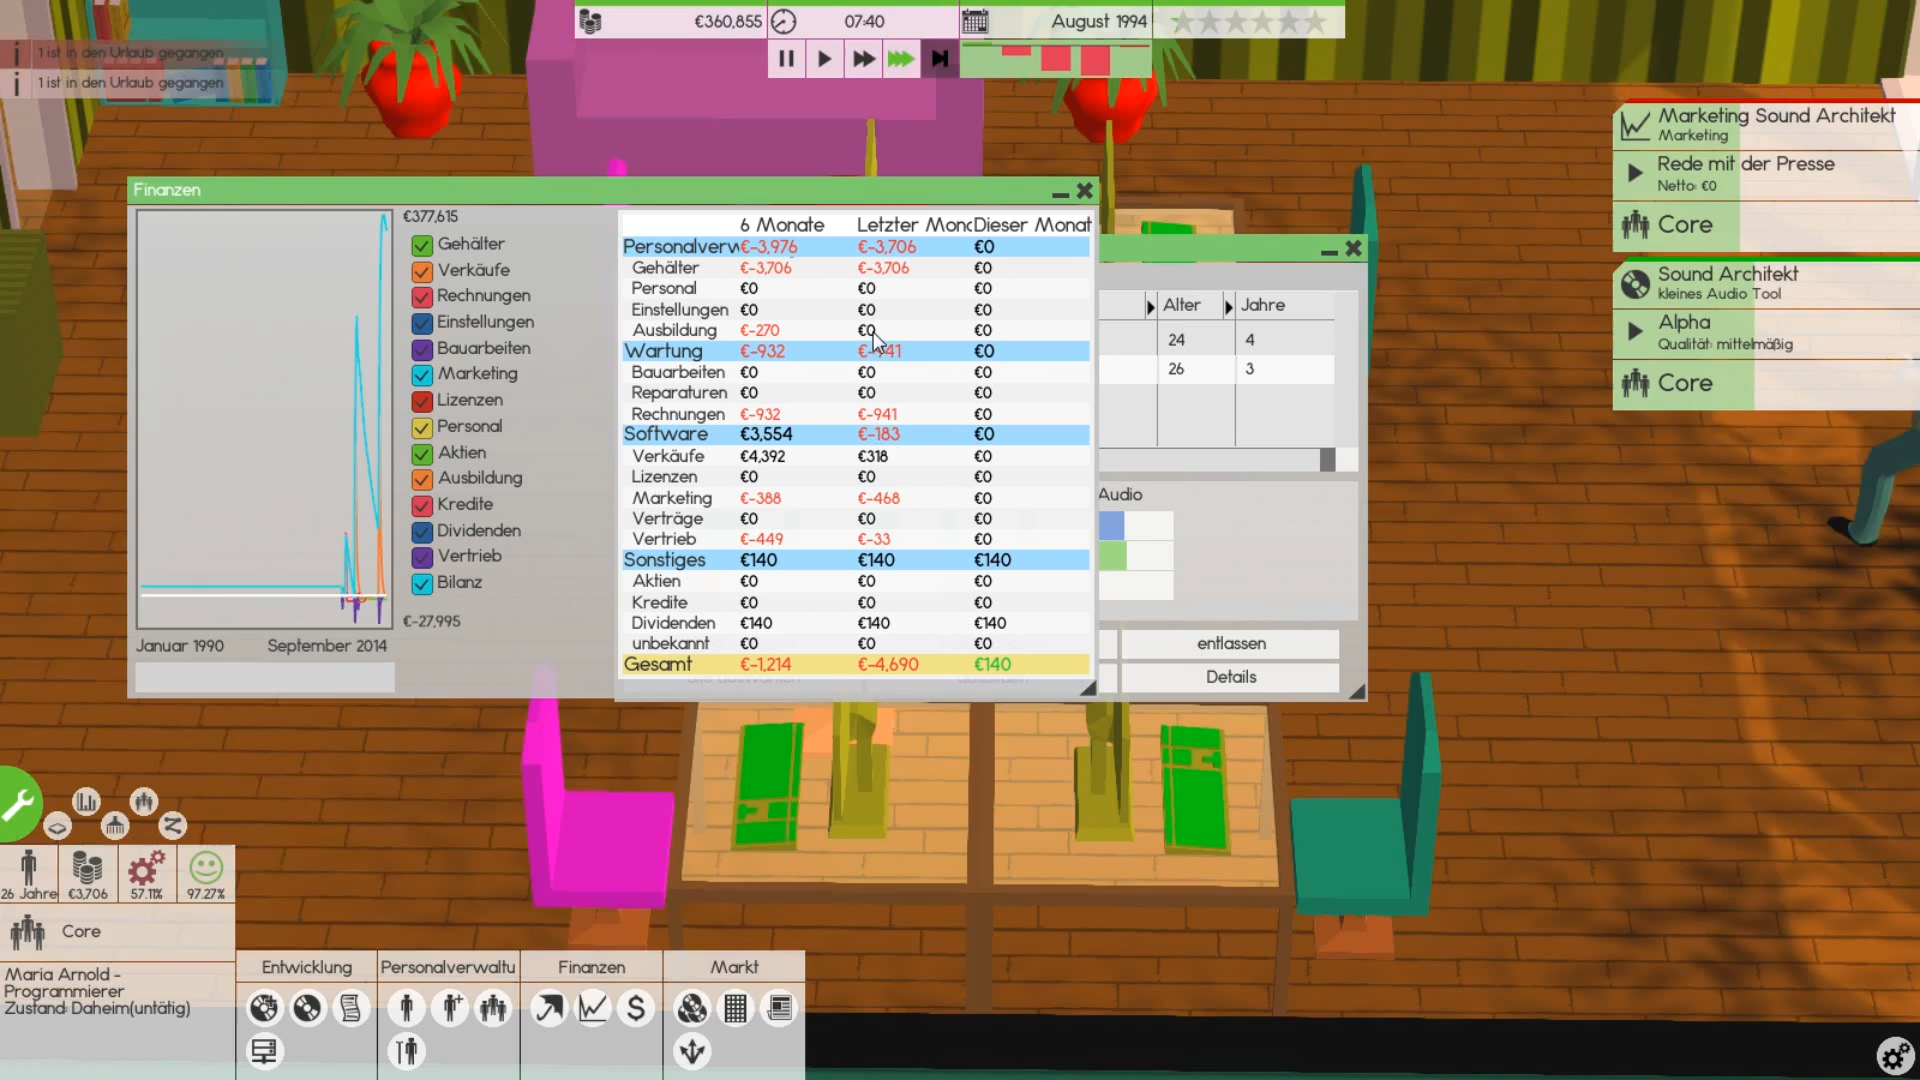 €360,855
07:40
August 1994
1 ist in den Urlaub gegangen
1 ist in den Urlaub gegangen
Marketing Sound Architekt
Marketing
Rede mit der Presse
Netto: €0
Core
Sound Architekt
kleines Audio Tool
Alpha
Qualität: mittelmäßig
Core
Finanzen
€377,615
Gehälter
Verkäufe
Rechnungen
Einstellungen
Bauarbeiten
Marketing
Lizenzen
Personal
Aktien
Ausbildung
Kredite
Dividenden
Vertrieb
Bilanz
€-27,995
Januar 1990 September 2014
6 Monate Letzter Mona Dieser Monat
Personalverw €-3,976 €-3,706 €0
Gehälter €-3,706 €-3,706 €0
Personal €0 €0 €0
Einstellungen €0 €0 €0
Ausbildung €-270 €0 €0
Wartung €-932 €-941 €0
Bauarbeiten €0 €0 €0
Reparaturen €0 €0 €0
Rechnungen €-932 €-941 €0
Software €3,554 €-183 €0
Verkäufe €4,392 €318 €0
Lizenzen €0 €0 €0
Marketing €-388 €-468 €0
Verträge €0 €0 €0
Vertrieb €-449 €-33 €0
Sonstiges €140 €140 €140
Aktien €0 €0 €0
Kredite €0 €0 €0
Dividenden €140 €140 €140
unbekannt €0 €0 €0
Gesamt €-1,214 €-4,690 €140
Alter Jahre
24 4
26 3
Audio
entlassen
Details
26 Jahre €3,706 57.11% 97.27%
Core
Maria Arnold -
Programmierer
Zustand: Daheim(untätig)
Entwicklung Personalverwaltu Finanzen Markt